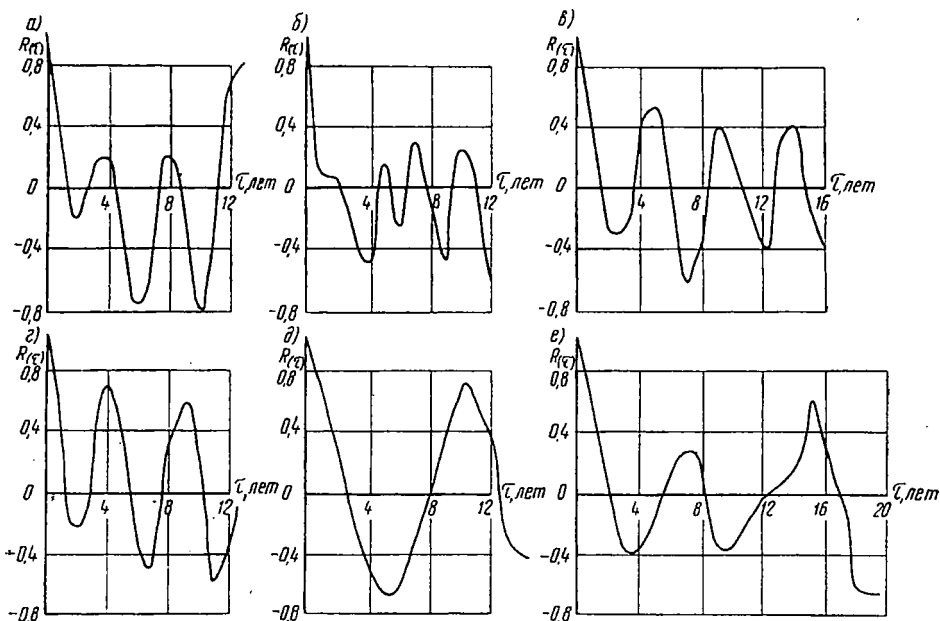 а) б) в)
R(τ) R(τ) R(τ)
0,8 0,8 0,8
0,4 0,4 0,4
0 4 8 12 τ, лет 0 4 8 12 τ, лет 0 4 8 12 16 τ, лет
-0,4 -0,4 -0,4
-0,8 -0,8 -0,8
г) д) е)
R(τ) R(τ) R(τ)
0,8 0,8 0,8
0,4 0,4 0,4
0 4 8 12 τ, лет 0 4 8 12 τ, лет 0 4 8 12 16 20 τ, лет
+0,4 -0,4 -0,4
-0,8 -0,8 -0,8